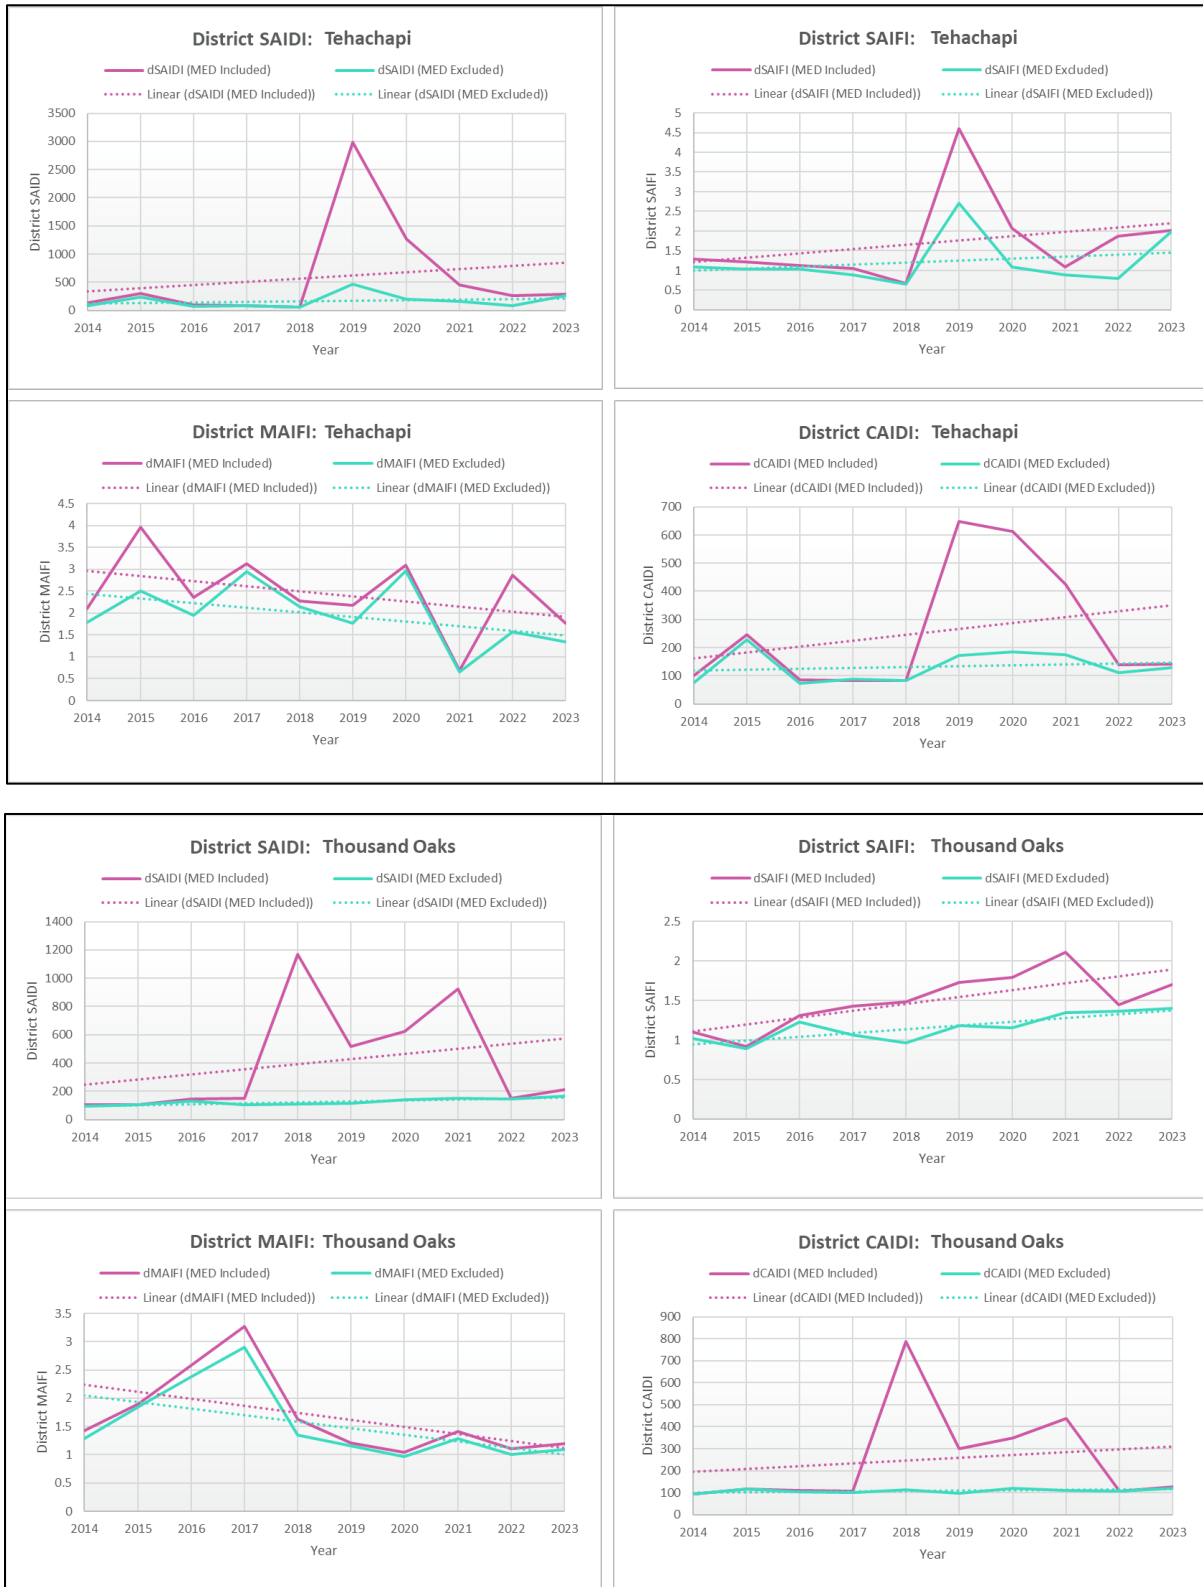 District SAIDI: Tehachapi
dSAIDI (MED Included) dSAIDI (MED Excluded)
Linear (dSAIDI (MED Included)) Linear (dSAIDI (MED Excluded))
3500
3000
2500
2000
1500
1000
500
0
District SAIDI
2014 2015 2016 2017 2018 2019 2020 2021 2022 2023
Year
District SAIFI: Tehachapi
dSAIFI (MED Included) dSAIFI (MED Excluded)
Linear (dSAIFI (MED Included)) Linear (dSAIFI (MED Excluded))
5
4.5
4
3.5
3
2.5
2
1.5
1
0.5
0
District SAIFI
2014 2015 2016 2017 2018 2019 2020 2021 2022 2023
Year
District MAIFI: Tehachapi
dMAIFI (MED Included) dMAIFI (MED Excluded)
Linear (dMAIFI (MED Included)) Linear (dMAIFI (MED Excluded))
4.5
4
3.5
3
2.5
2
1.5
1
0.5
0
District MAIFI
2014 2015 2016 2017 2018 2019 2020 2021 2022 2023
Year
District CAIDI: Tehachapi
dCAIDI (MED Included) dCAIDI (MED Excluded)
Linear (dCAIDI (MED Included)) Linear (dCAIDI (MED Excluded))
700
600
500
400
300
200
100
0
District CAIDI
2014 2015 2016 2017 2018 2019 2020 2021 2022 2023
Year
District SAIDI: Thousand Oaks
dSAIDI (MED Included) dSAIDI (MED Excluded)
Linear (dSAIDI (MED Included)) Linear (dSAIDI (MED Excluded))
1400
1200
1000
800
600
400
200
0
District SAIDI
2014 2015 2016 2017 2018 2019 2020 2021 2022 2023
Year
District SAIFI: Thousand Oaks
dSAIFI (MED Included) dSAIFI (MED Excluded)
Linear (dSAIFI (MED Included)) Linear (dSAIFI (MED Excluded))
2.5
2
1.5
1
0.5
0
District SAIFI
2014 2015 2016 2017 2018 2019 2020 2021 2022 2023
Year
District MAIFI: Thousand Oaks
dMAIFI (MED Included) dMAIFI (MED Excluded)
Linear (dMAIFI (MED Included)) Linear (dMAIFI (MED Excluded))
3.5
3
2.5
2
1.5
1
0.5
0
District MAIFI
2014 2015 2016 2017 2018 2019 2020 2021 2022 2023
Year
District CAIDI: Thousand Oaks
dCAIDI (MED Included) dCAIDI (MED Excluded)
Linear (dCAIDI (MED Included)) Linear (dCAIDI (MED Excluded))
900
800
700
600
500
400
300
200
100
0
District CAIDI
2014 2015 2016 2017 2018 2019 2020 2021 2022 2023
Year